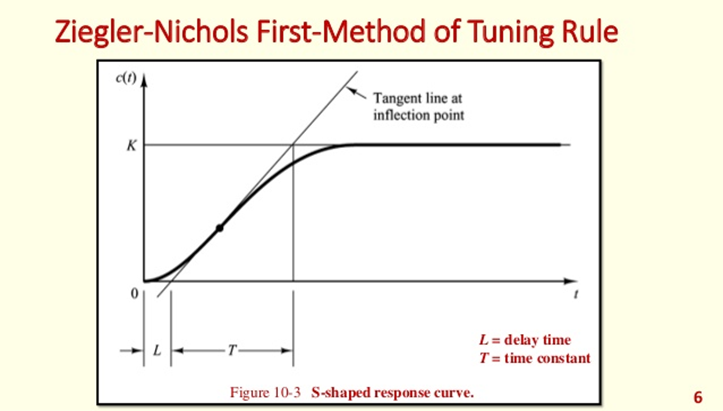 Ziegler-Nichols First-Method of Tuning Rule
c(t)
Tangent line at
inflection point
K
0
t
L
T
L = delay time
T = time constant
Figure 10-3 S-shaped response curve.
6